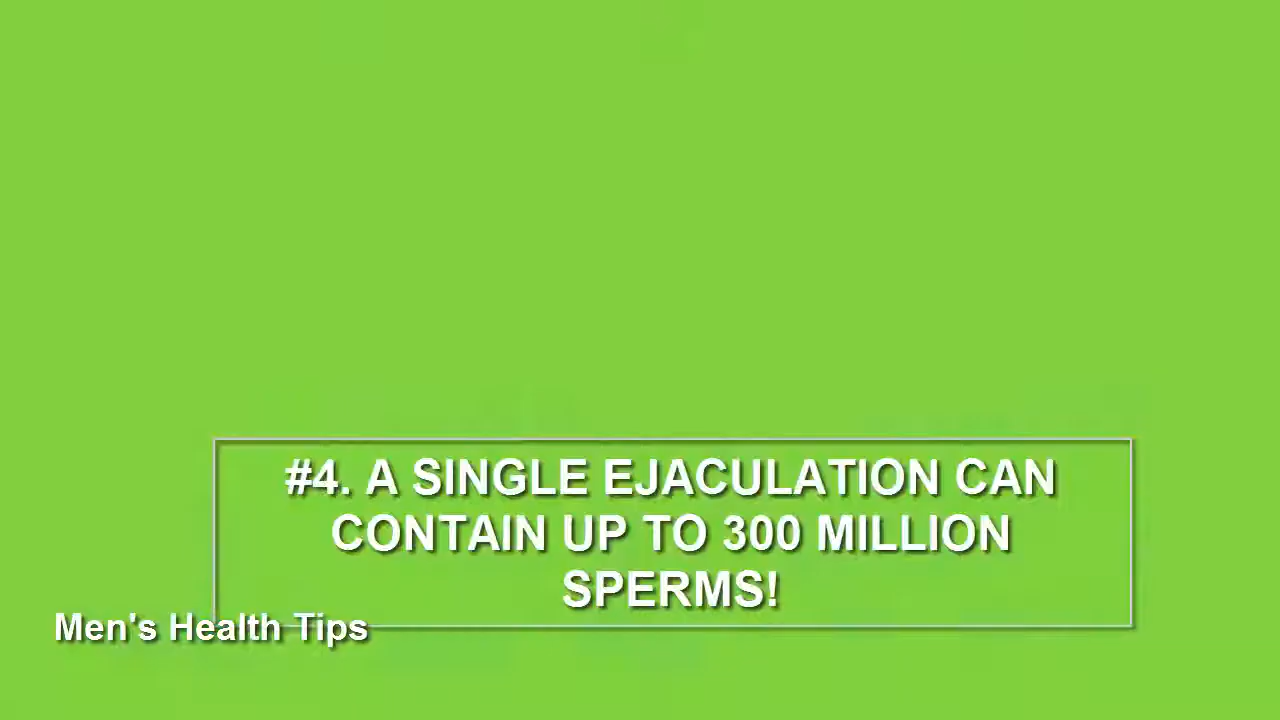 #4. A SINGLE EJACULATION CAN
CONTAIN UP TO 300 MILLION
SPERMS!
Men's Health Tips